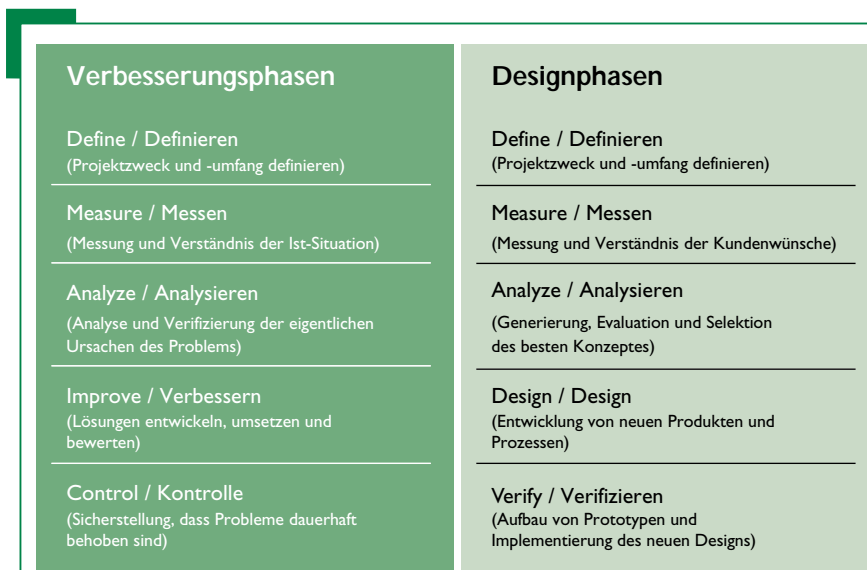 Verbesserungsphasen
Define / Definieren
(Projektzweck und -umfang definieren)
Measure / Messen
(Messung und Verständnis der Ist-Situation)
Analyze / Analysieren
(Analyse und Verifizierung der eigentlichen
Ursachen des Problems)
Improve / Verbessern
(Lösungen entwickeln, umsetzen und
bewerten)
Control / Kontrolle
(Sicherstellung, dass Probleme dauerhaft
behoben sind)
Designphasen
Define / Definieren
(Projektzweck und -umfang definieren)
Measure / Messen
(Messung und Verständnis der Kundenwünsche)
Analyze / Analysieren
(Generierung, Evaluation und Selektion
des besten Konzeptes)
Design / Design
(Entwicklung von neuen Produkten und
Prozessen)
Verify / Verifizieren
(Aufbau von Prototypen und
Implementierung des neuen Designs)